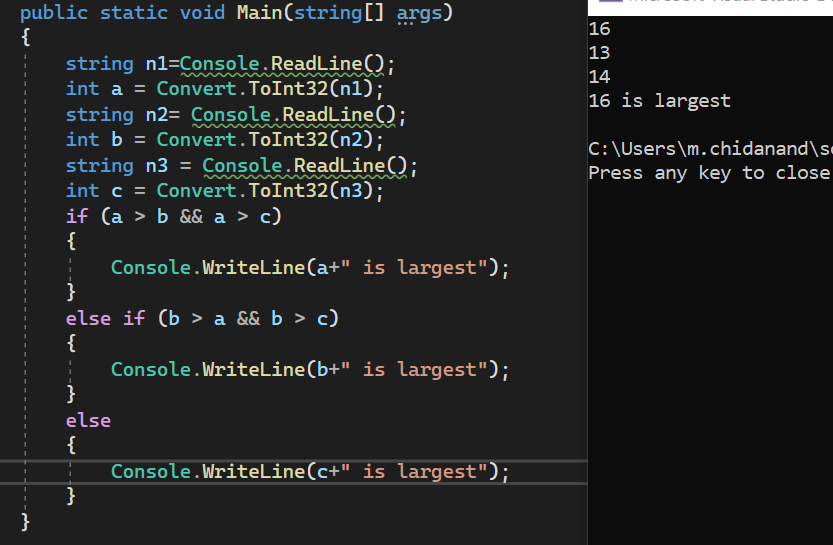 public static void Main(string[] args)
{
string n1=Console.ReadLine();
int a = Convert.ToInt32(n1);
string n2= Console.ReadLine();
int b = Convert.ToInt32(n2);
string n3 = Console.ReadLine();
int c = Convert.ToInt32(n3);
if (a > b && a > c)
{
Console.WriteLine(a+" is largest");
}
else if (b > a && b > c)
{
Console.WriteLine(b+" is largest");
}
else
{
Console.WriteLine(c+" is largest");
}
}
16
13
14
16 is largest
C:\Users\m.chidanand\so
Press any key to close